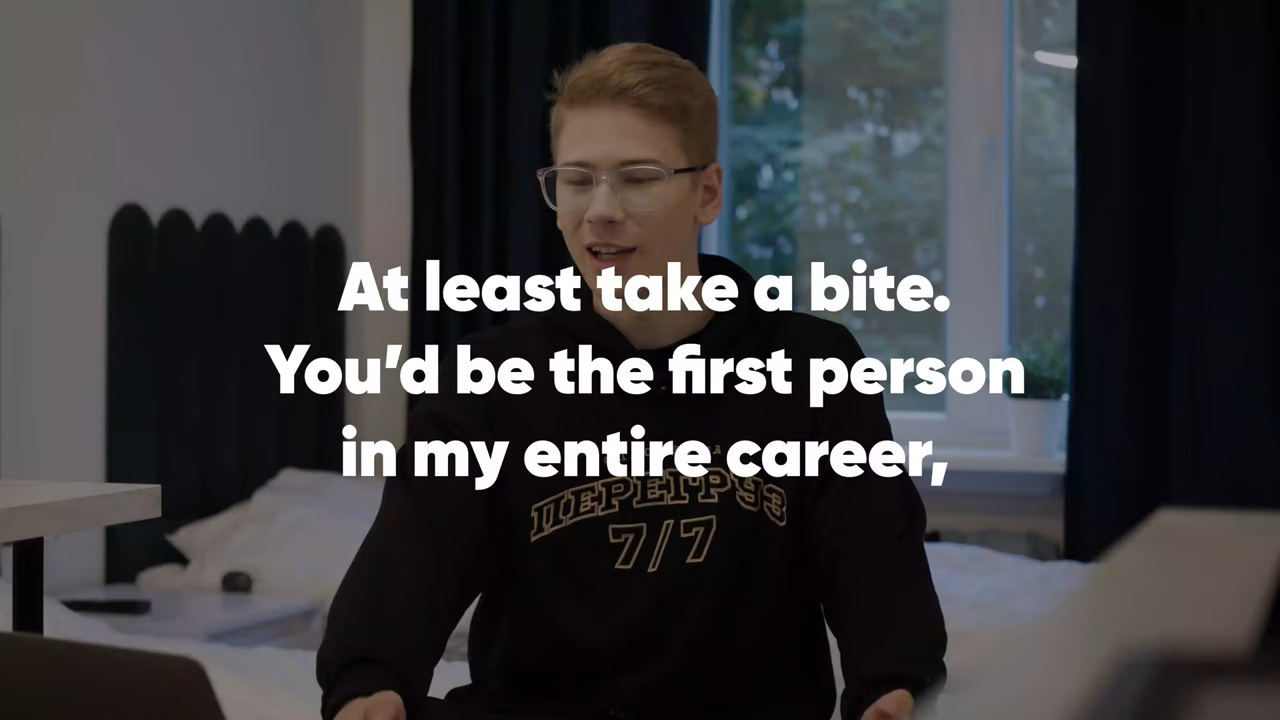 At least take a bite.
You’d be the first person
in my entire career,
ПЕРЕГРУЗ
7/7